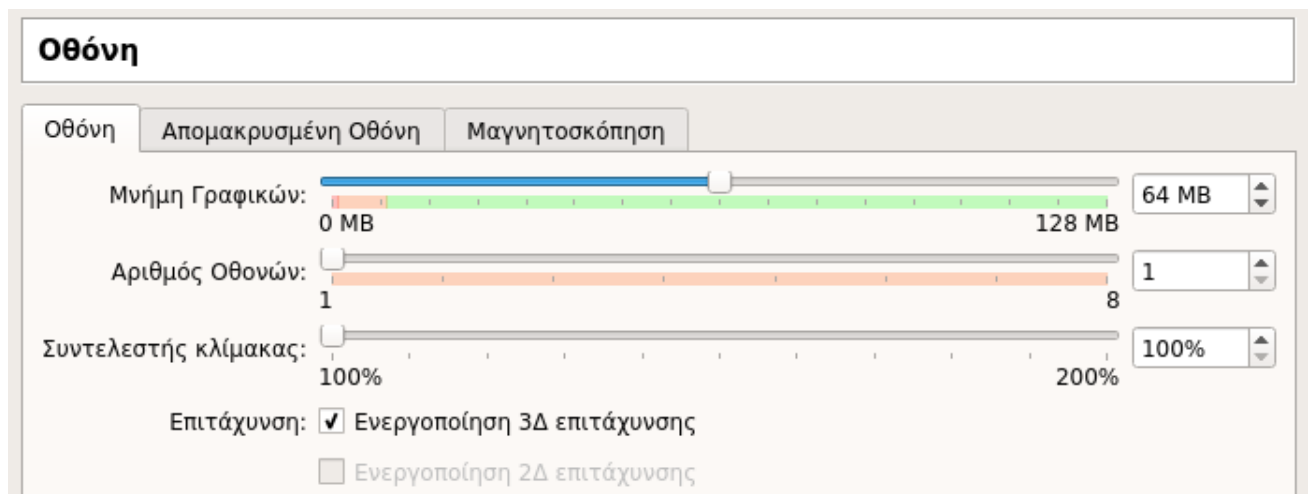 Οθόνη
Οθόνη Απομακρυσμένη Οθόνη Μαγνητοσκόπηση
Μνήμη Γραφικών: 64 MB
0 MB 128 MB
Αριθμός Οθονών: 1
1 8
Συντελεστής κλίμακας: 100%
100% 200%
Επιτάχυνση: Ενεργοποίηση 3Δ επιτάχυνσης
Ενεργοποίηση 2Δ επιτάχυνσης